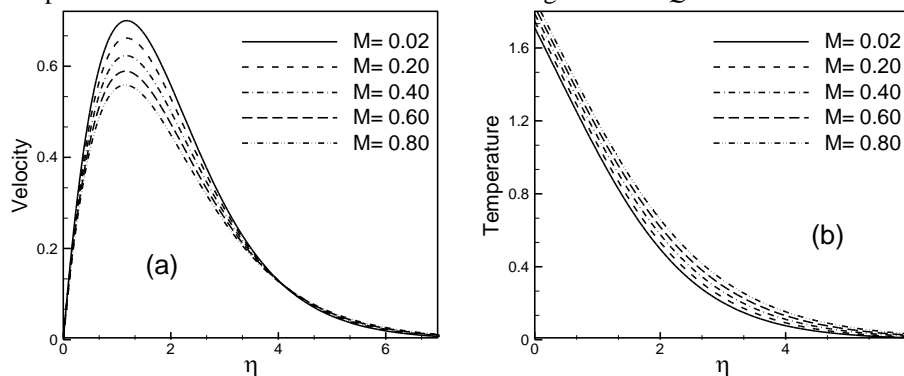 Velocity
0
0.2
0.4
0.6
0
2
4
6
η
(a)
M= 0.02
M= 0.20
M= 0.40
M= 0.60
M= 0.80
Temperature
0
0.4
0.8
1.2
1.6
0
2
4
η
(b)
M= 0.02
M= 0.20
M= 0.40
M= 0.60
M= 0.80